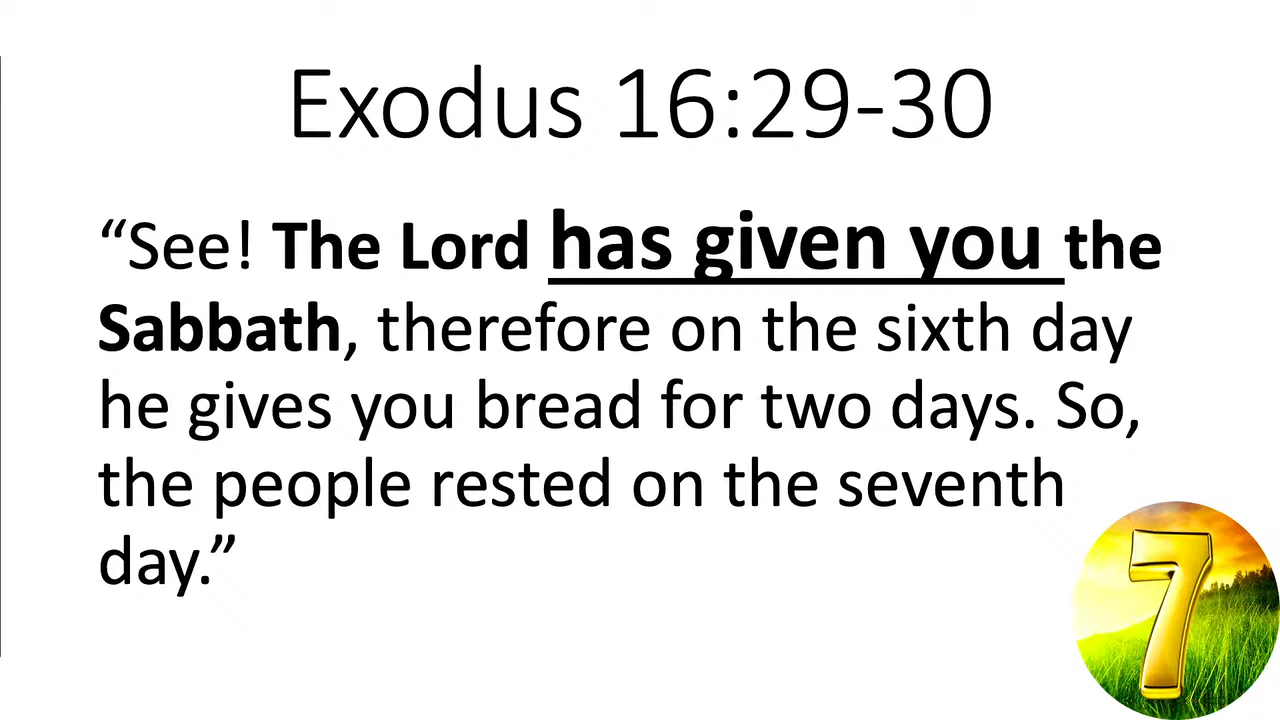 Exodus 16:29-30
“See! The Lord has given you the
Sabbath, therefore on the sixth day
he gives you bread for two days. So,
the people rested on the seventh
day.”
7